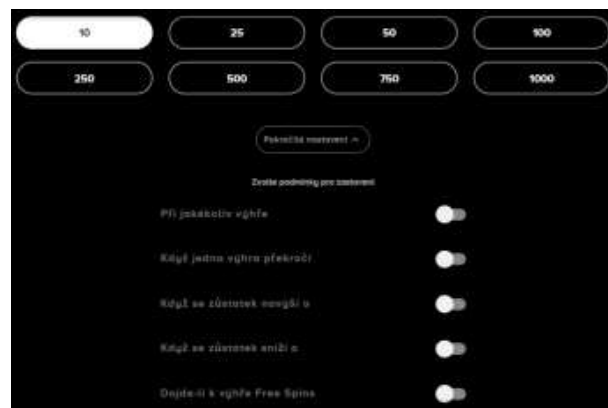 10 25 50 100
250 500 750 1000
Pokročilá nastavení
Zvolte podmínky pro zastavení
Při jakékoliv výhře
Když jedna výhra překročí
Když se zůstatek navýší o
Když se zůstatek sníží o
Dojde-li k výhře Free Spins